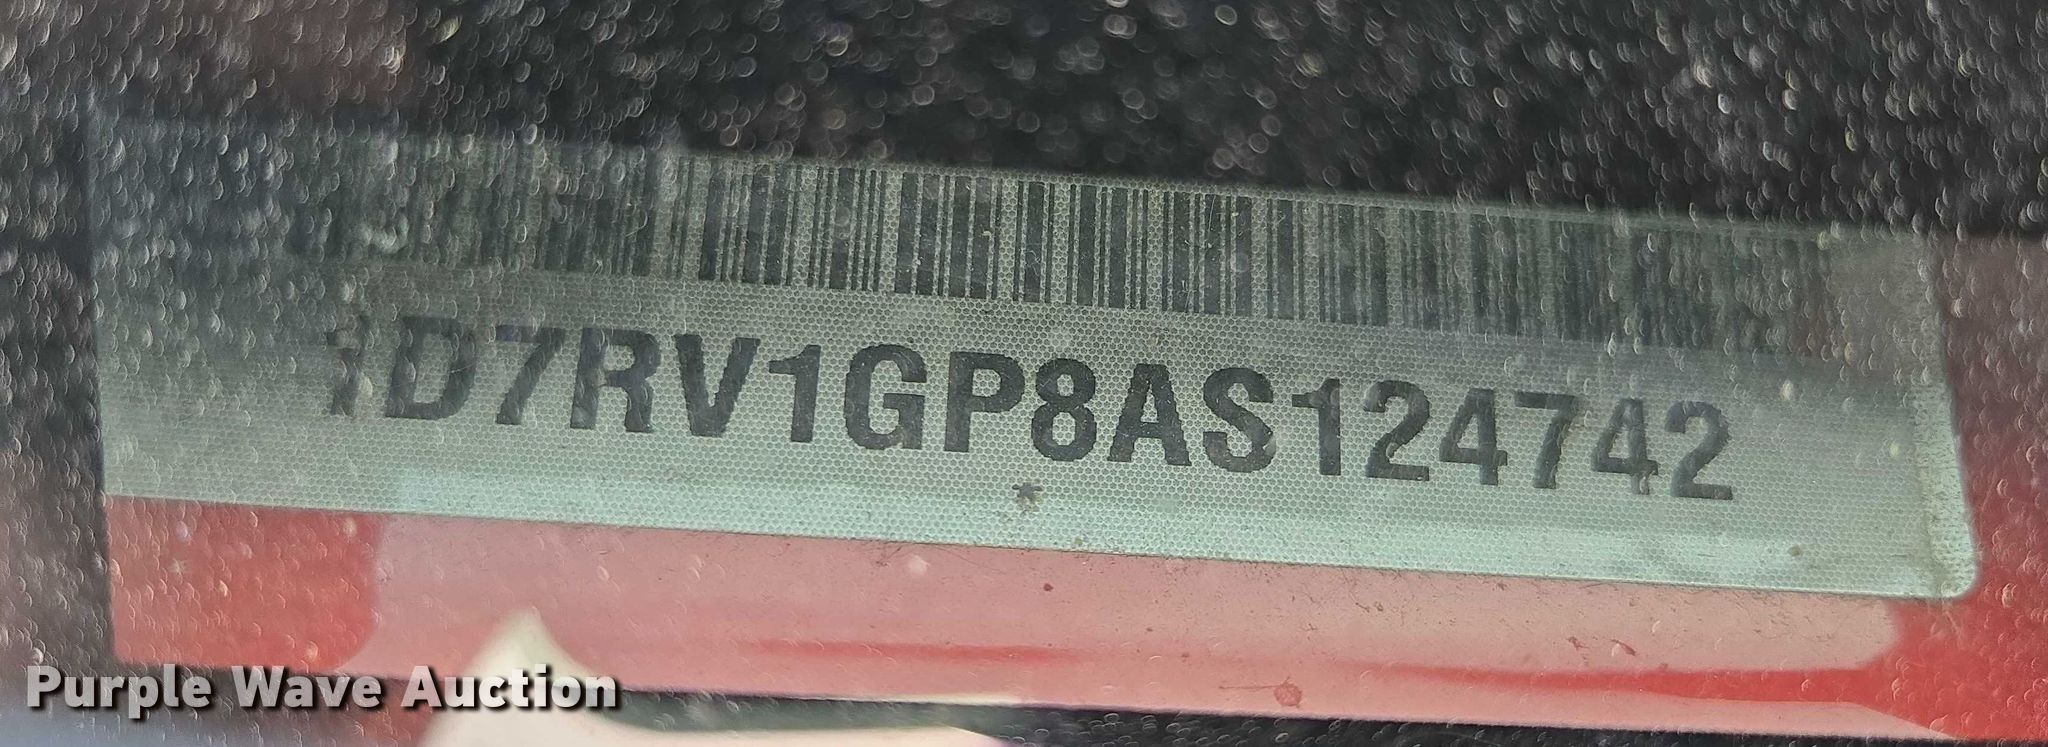 1D7RV1GP8AS124742
*
Purple Wave Auction